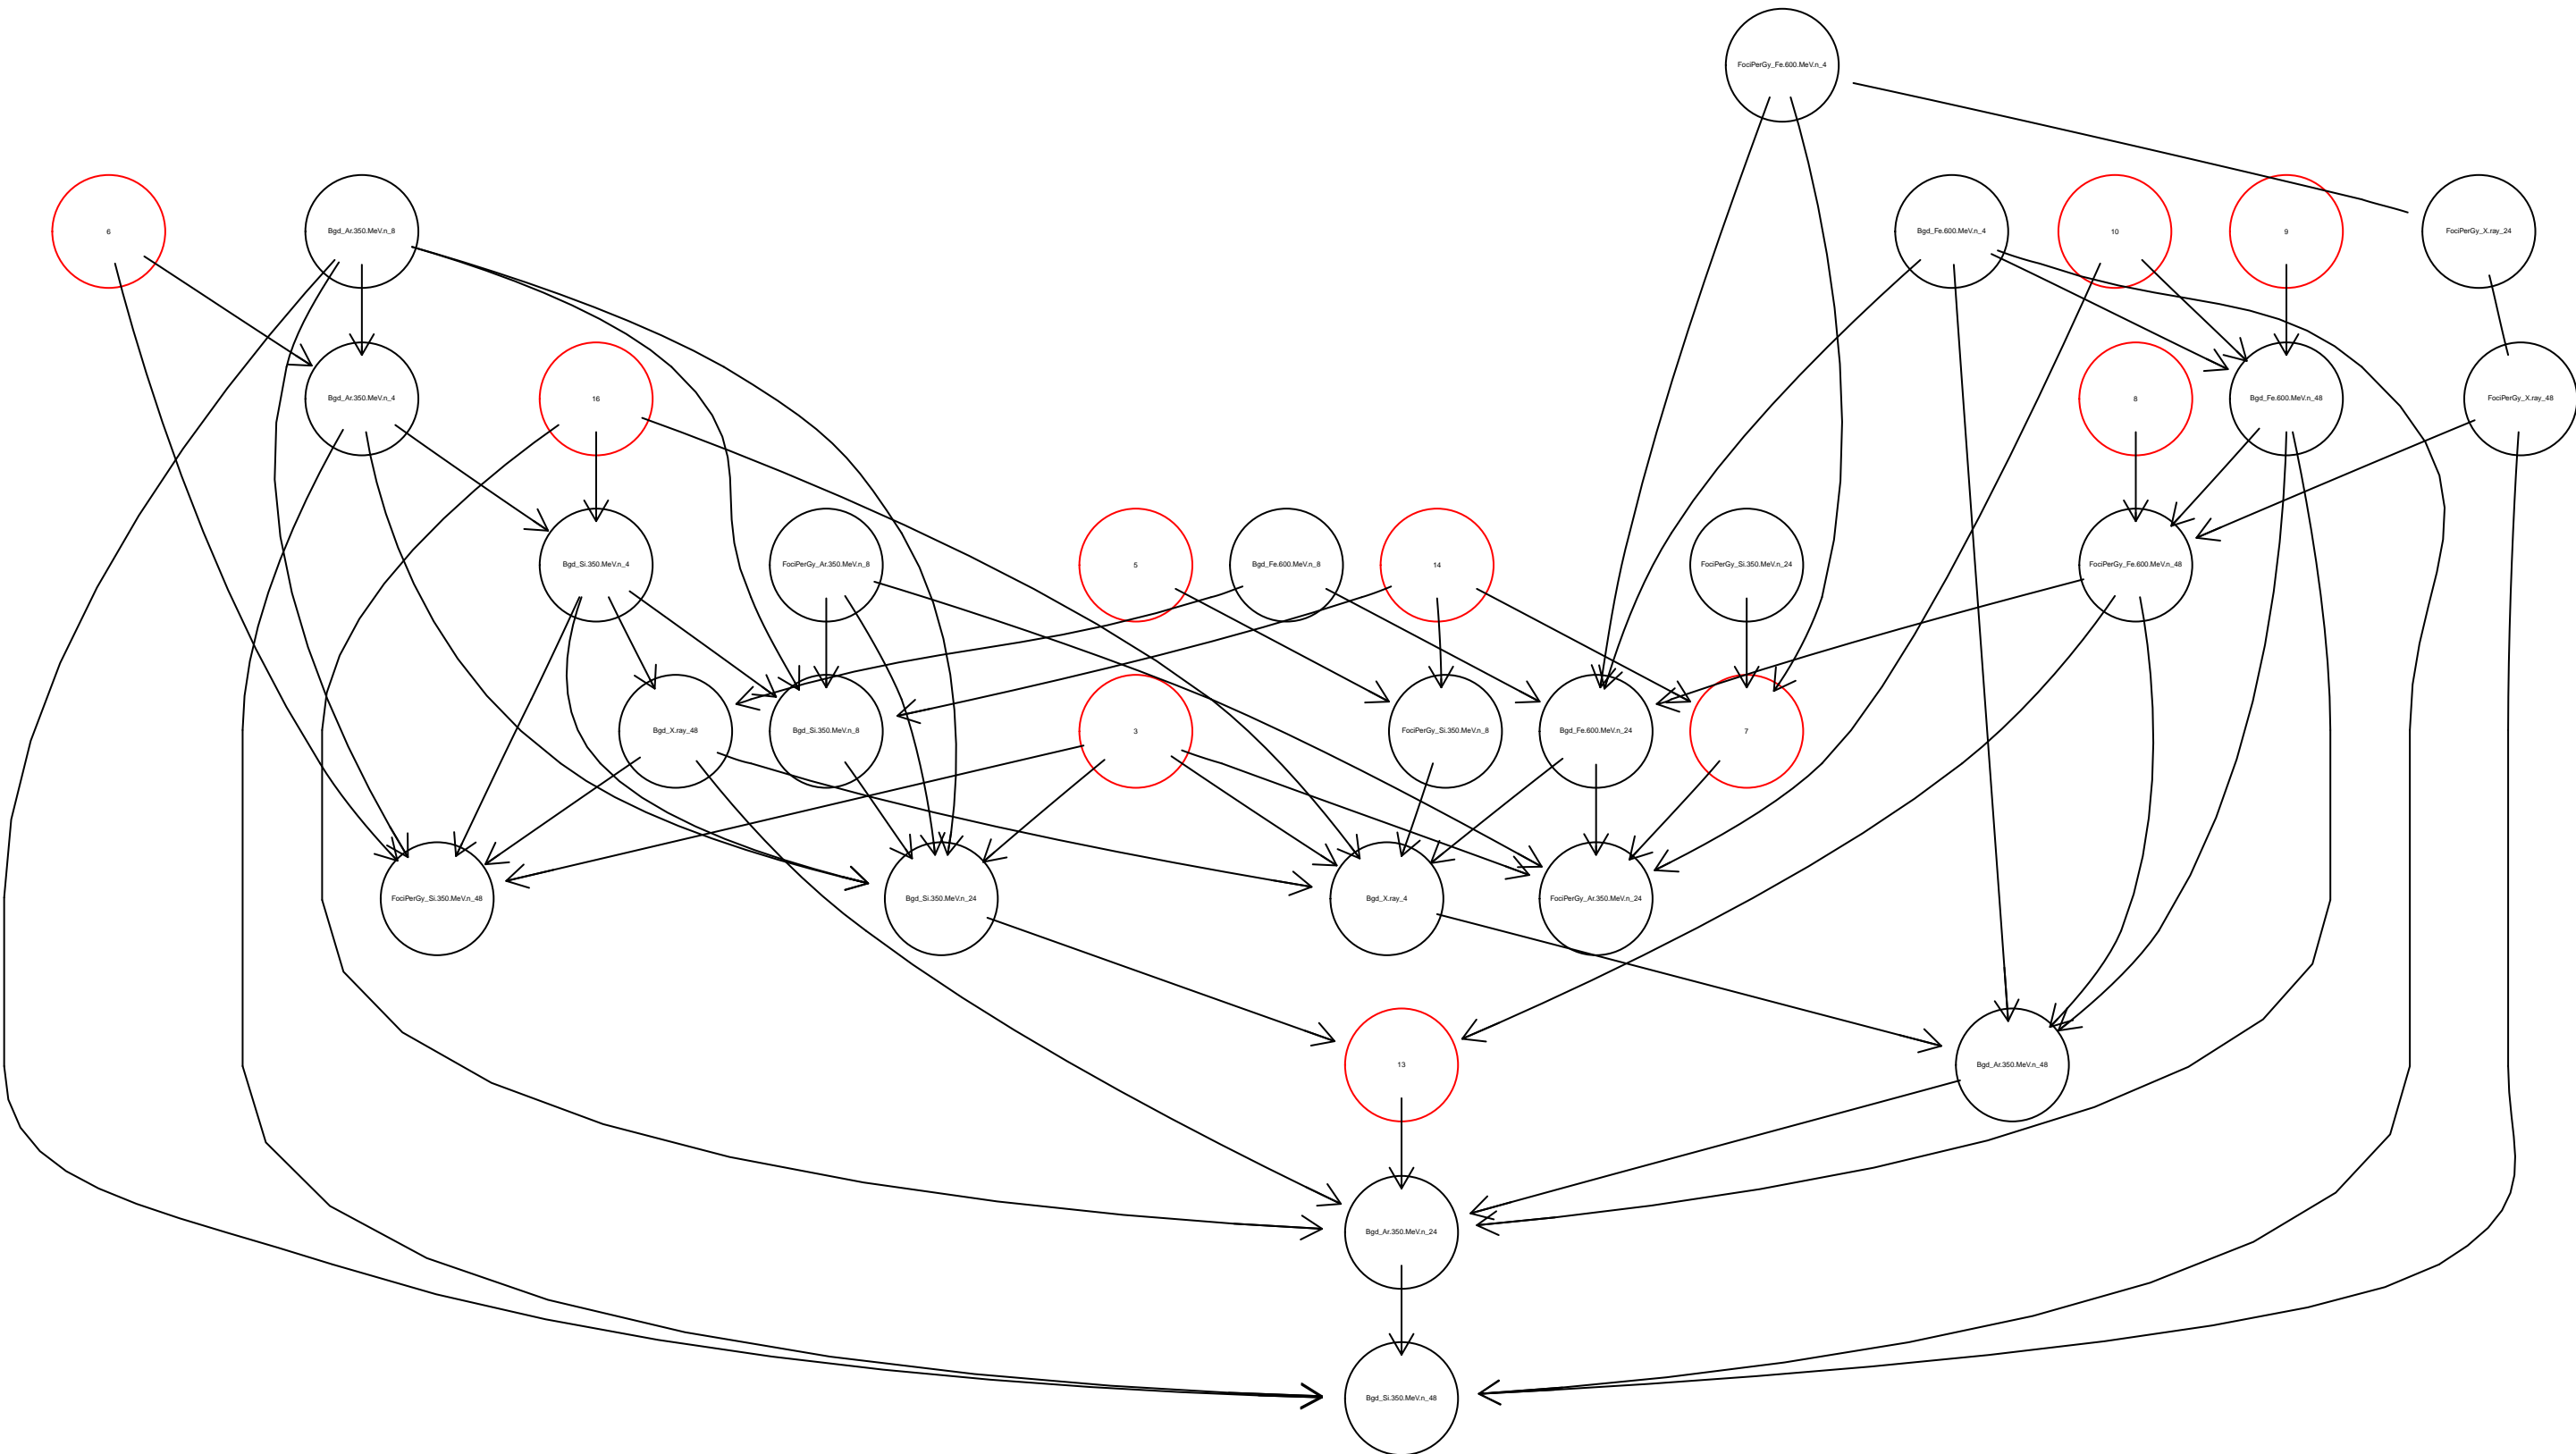 FociPerGy_Fe.600.MeV.n_4
6
Bgd_Ar.350.MeV.n_8
Bgd_Fe.600.MeV.n_4
10
9
FociPerGy_X.ray_24
Bgd_Ar.350.MeV.n_4
16
8
Bgd_Fe.600.MeV.n_48
FociPerGy_X.ray_48
Bgd_Si.350.MeV.n_4
FociPerGy_Ar.350.MeV.n_8
5
Bgd_Fe.600.MeV.n_8
14
FociPerGy_Si.350.MeV.n_24
FociPerGy_Fe.600.MeV.n_48
Bgd_X.ray_48
Bgd_Si.350.MeV.n_8
3
FociPerGy_Si.350.MeV.n_8
Bgd_Fe.600.MeV.n_24
7
FociPerGy_Si.350.MeV.n_48
Bgd_Si.350.MeV.n_24
Bgd_X.ray_4
FociPerGy_Ar.350.MeV.n_24
13
Bgd_Ar.350.MeV.n_48
Bgd_Ar.350.MeV.n_24
Bgd_Si.350.MeV.n_48